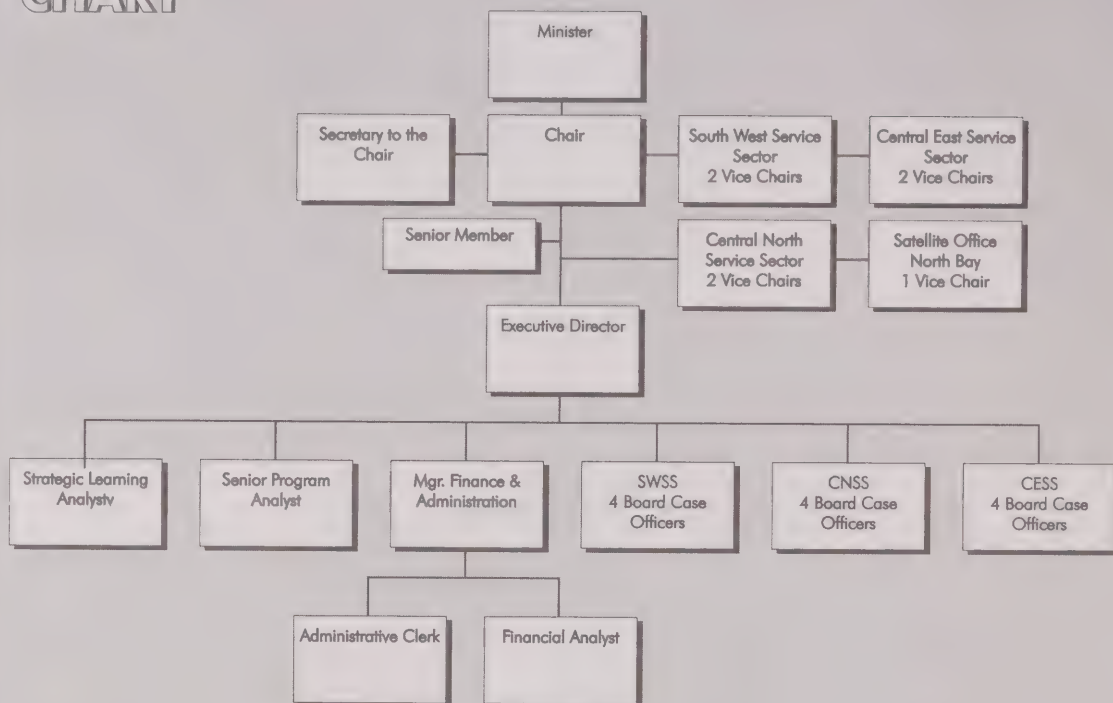 CHART
Minister
Secretary to the
Chair
Chair
South West Service
Sector
2 Vice Chairs
Central East Service
Sector
2 Vice Chairs
Senior Member
Central North
Service Sector
2 Vice Chairs
Satellite Office
North Bay
1 Vice Chair
Executive Director
Strategic Learning
Analystv
Senior Program
Analyst
Mgr. Finance &
Administration
SWSS
4 Board Case
Officers
CNSS
4 Board Case
Officers
CESS
4 Board Case
Officers
Administrative Clerk
Financial Analyst